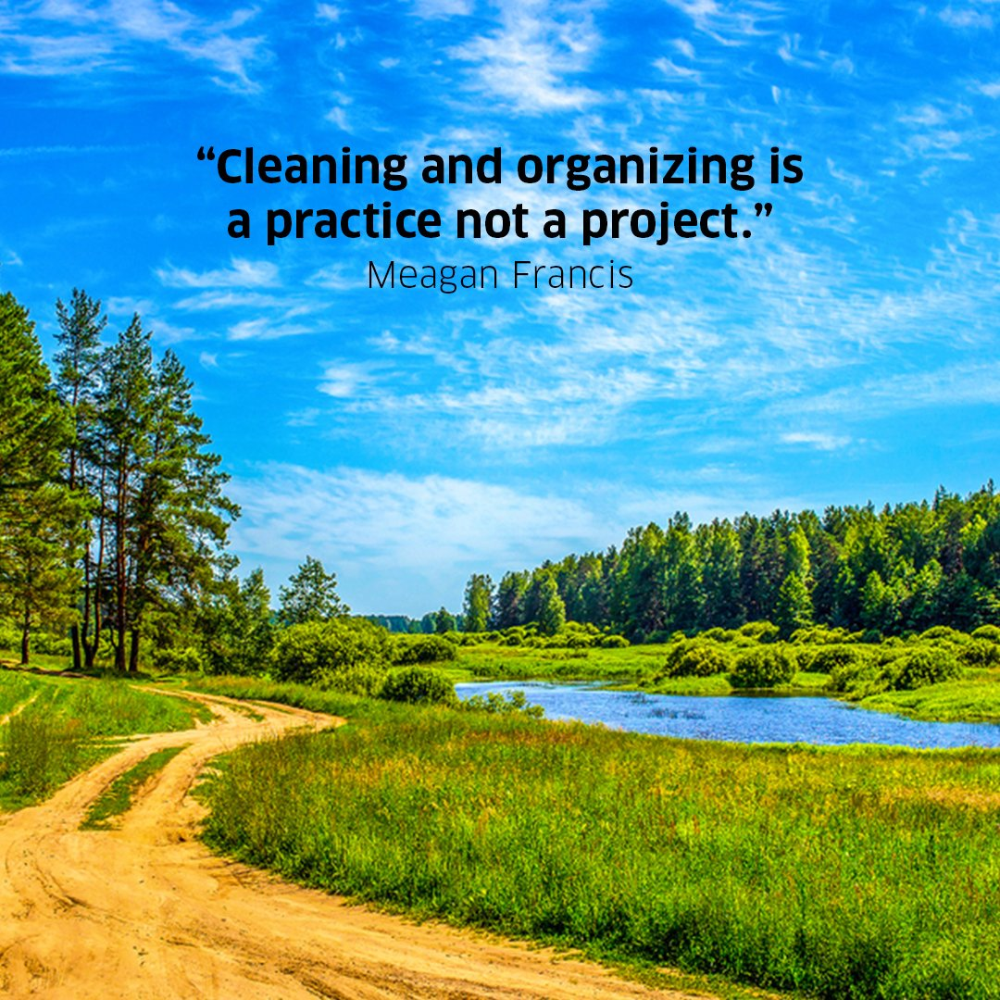 “Cleaning and organizing is
a practice not a project.”
Meagan Francis